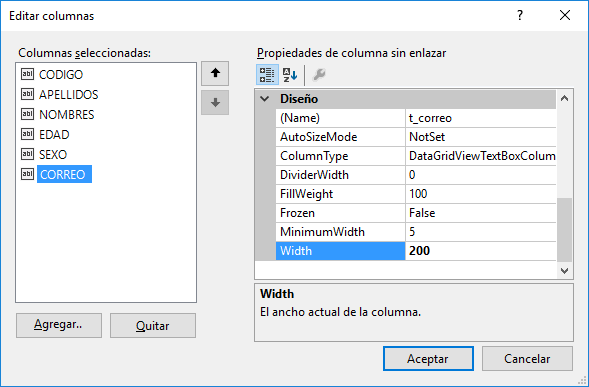 Editar columnas
?
Columnas seleccionadas:
CODIGO
APELLIDOS
NOMBRES
EDAD
SEXO
CORREO
Agregar..
Quitar
Propiedades de columna sin enlazar
Diseño
(Name) t_correo
AutoSizeMode NotSet
ColumnType DataGridViewTextBoxColum
DividerWidth 0
FillWeight 100
Frozen False
MinimumWidth 5
Width 200
Width
El ancho actual de la columna.
Aceptar
Cancelar